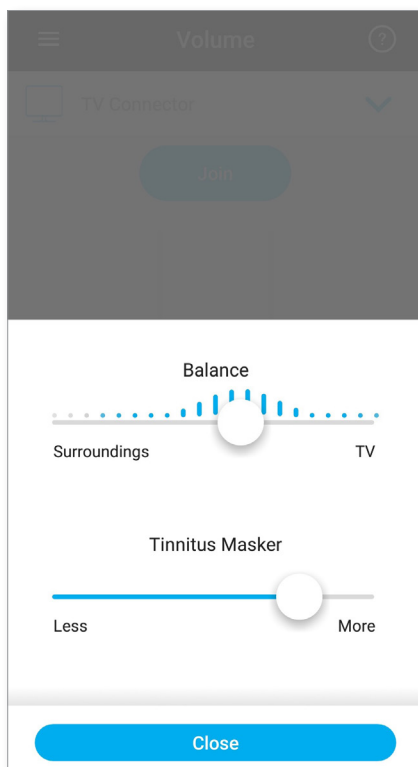 Volume
?
TV Connector
Join
Balance
Surroundings TV
Tinnitus Masker
Less More
Close